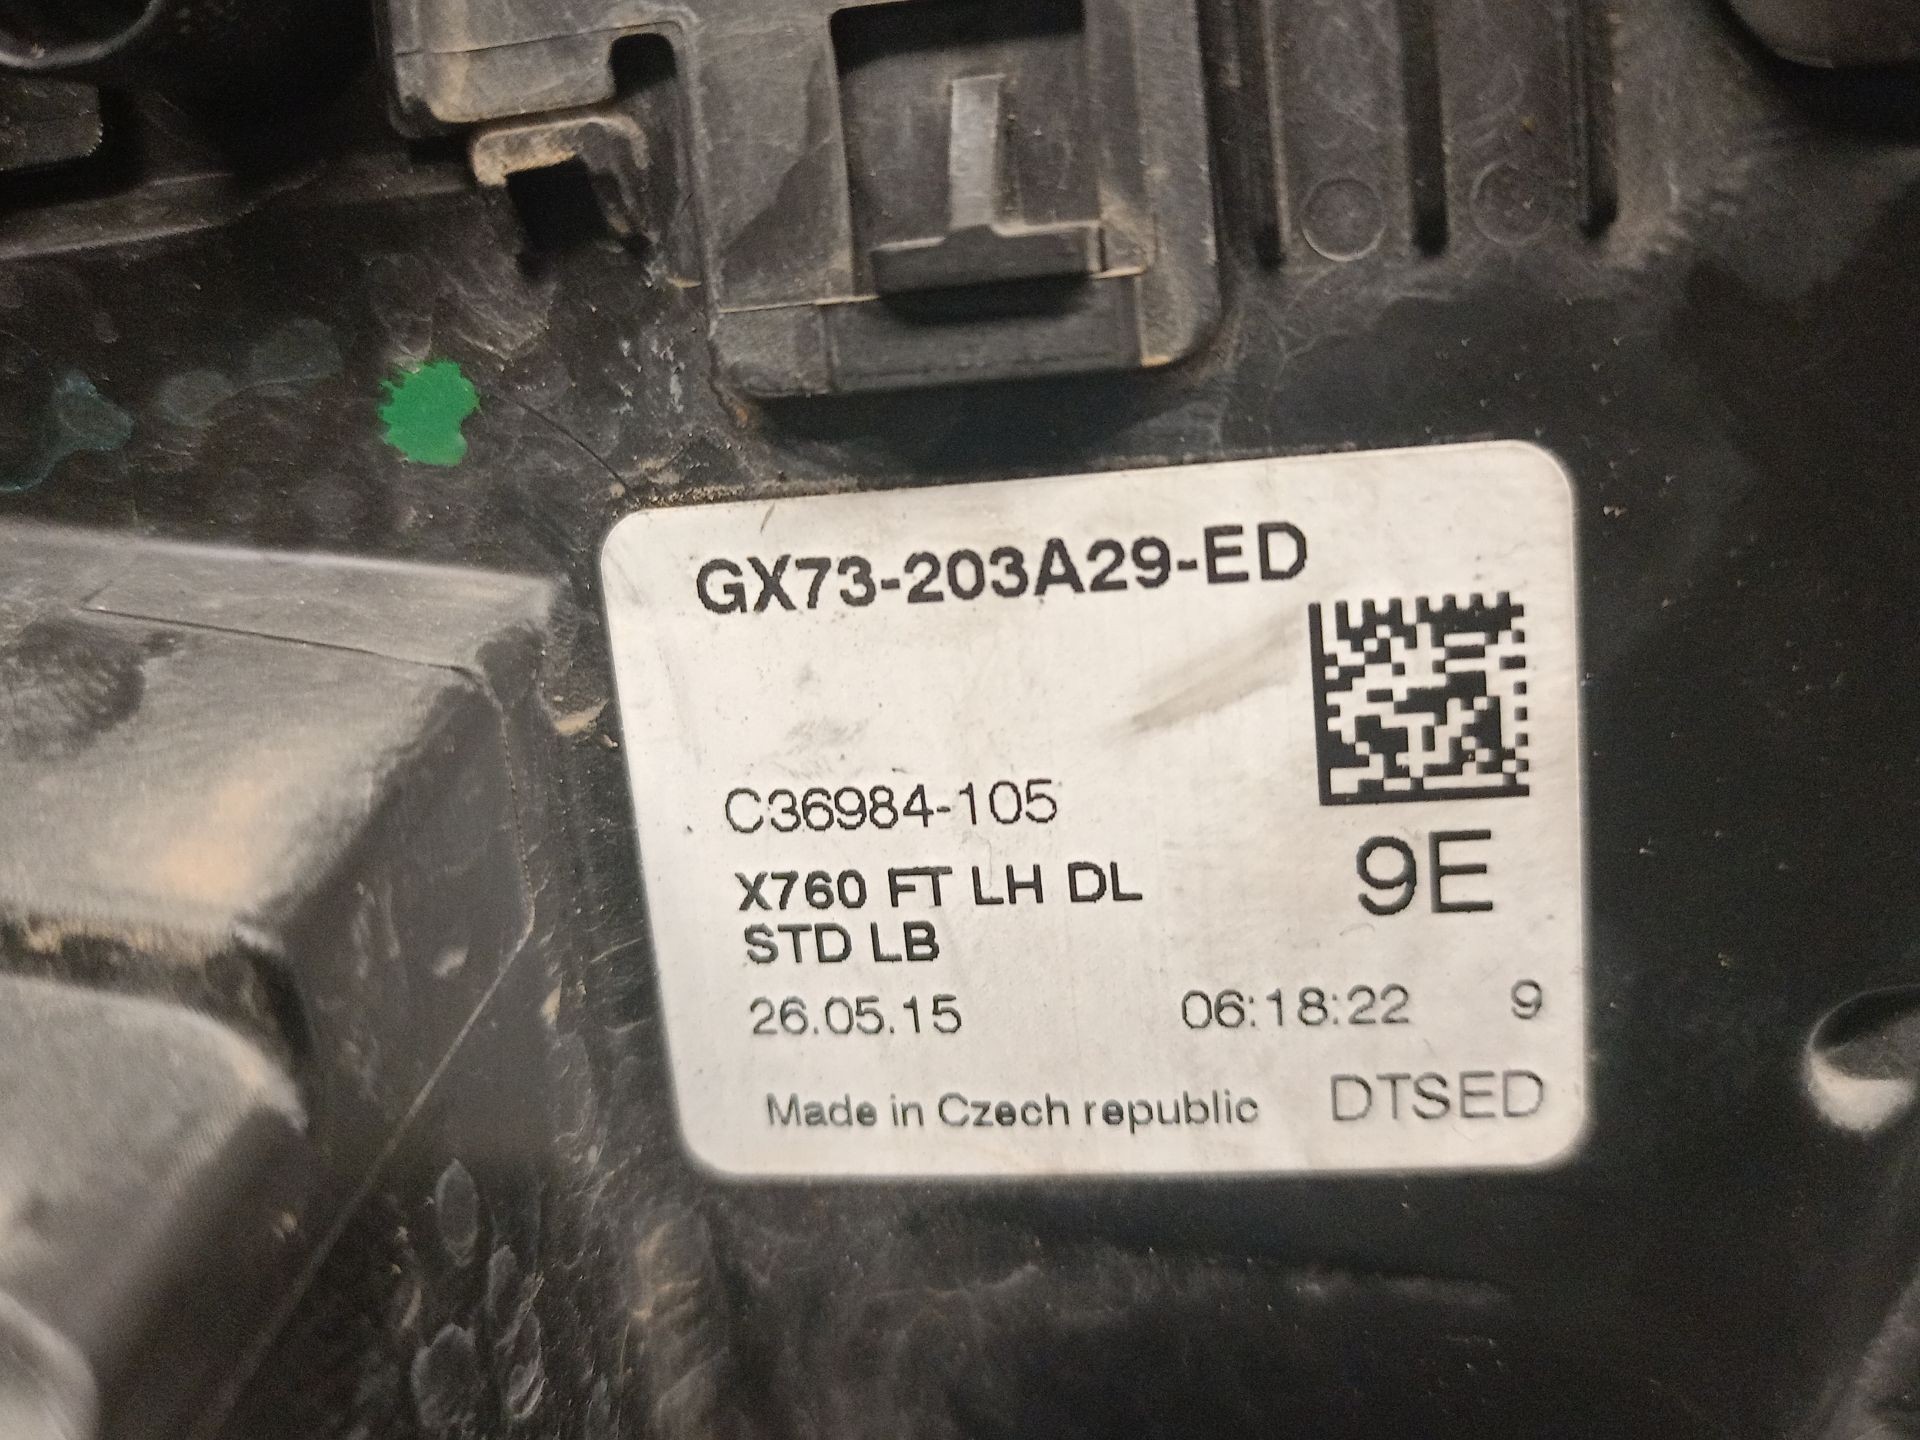 GX73-203A29-ED
C36984-105
9E
X760 FT LH DL
STD LB
26.05.15 06:18:22 9
Made in Czech republic DTSED